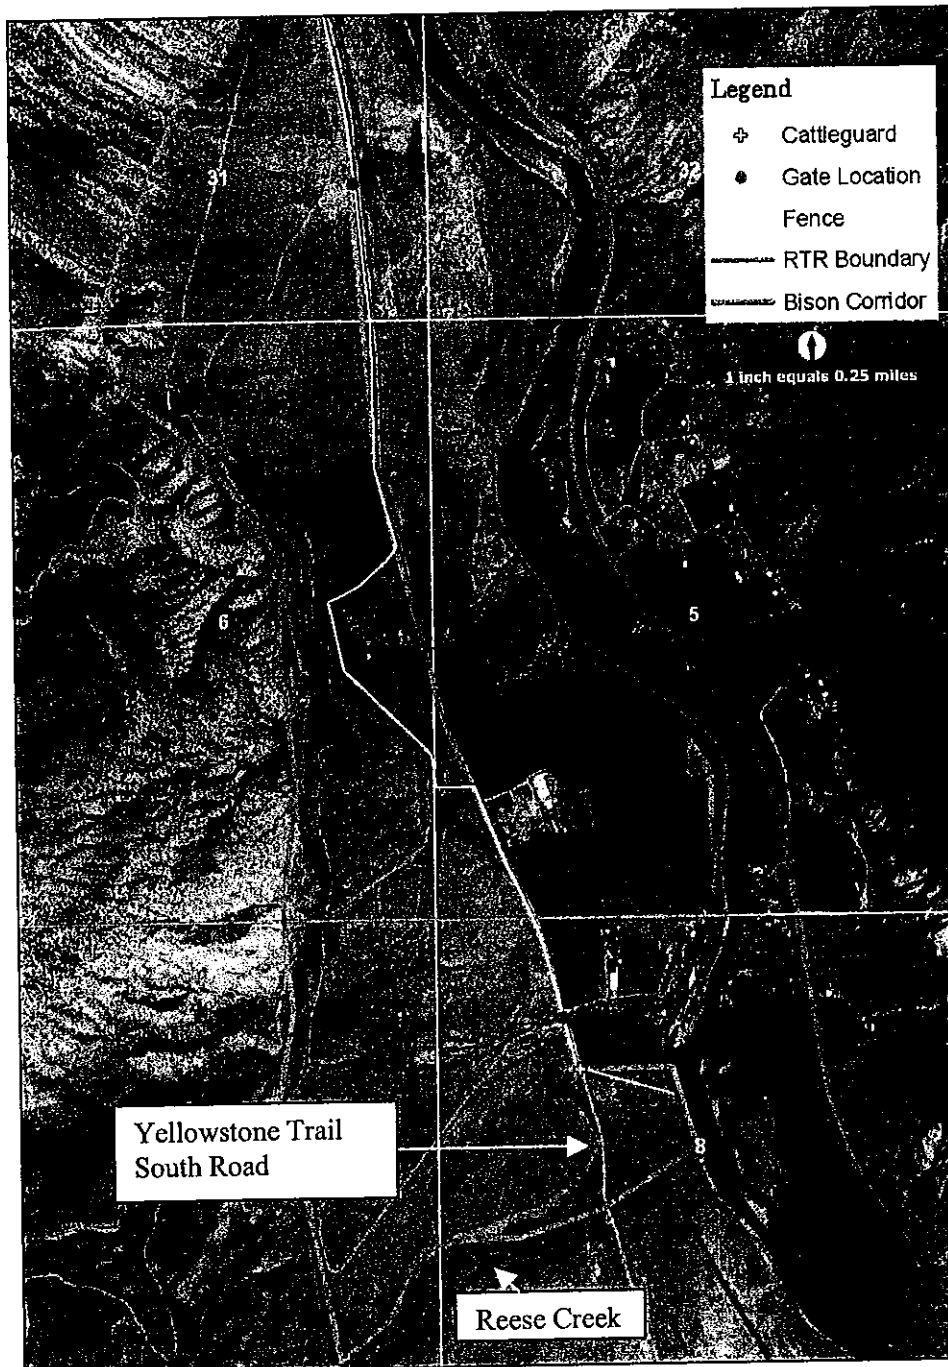 Legend
Cattleguard
Gate Location
Fence
RTR Boundary
Bison Corridor
1 inch equals 0.25 miles
31
32
6
5
8
Yellowstone Trail
South Road
Reese Creek